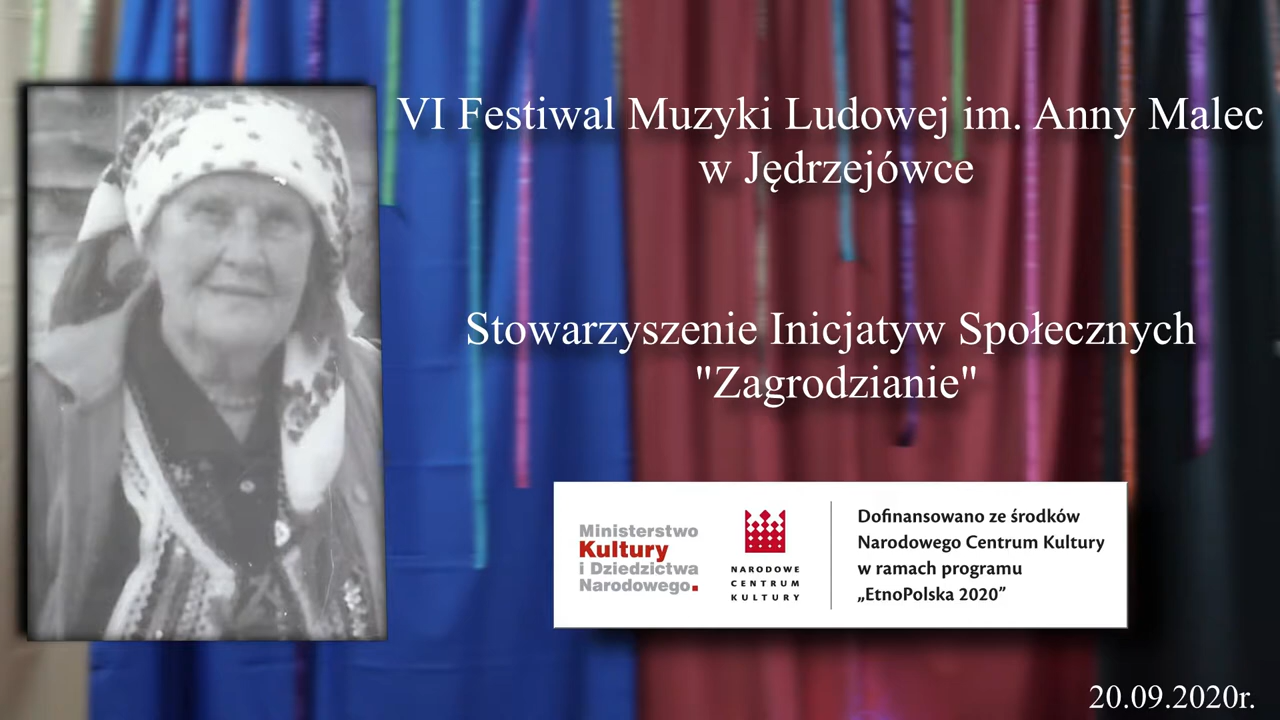 VI Festiwal Muzyki Ludowej im. Anny Malec
w Jędrzejówce
Stowarzyszenie Inicjatyw Społecznych
"Zagrodzianie"
Ministerstwo
Kultury
i Dziedzictwa
Narodowego.
NARODOWE
CENTRUM
KULTURY
Dofinansowano ze środków
Narodowego Centrum Kultury
w ramach programu
„EtnoPolska 2020”
20.09.2020r.